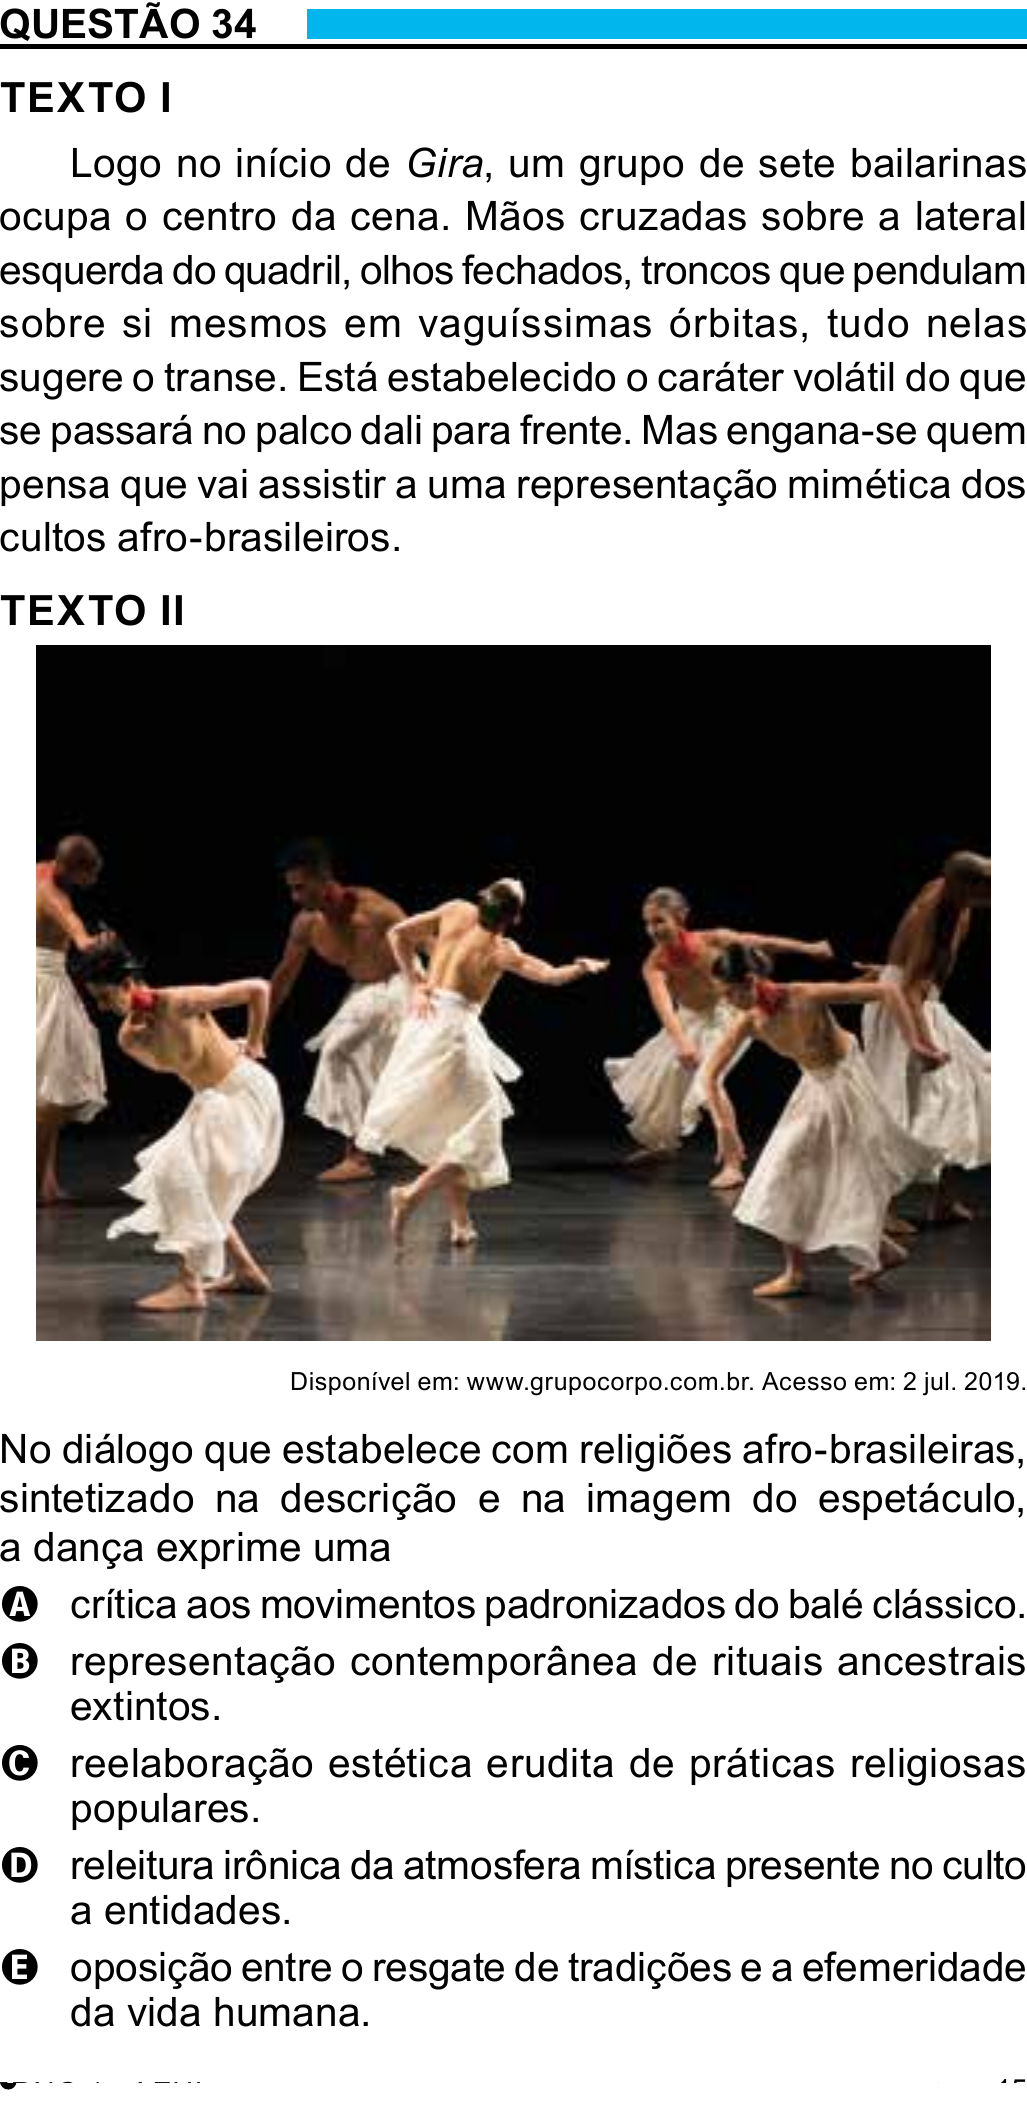 QUESTÃO 34
TEXTO I
Logo no início de Gira, um grupo de sete bailarinas
ocupa o centro da cena. Mãos cruzadas sobre a lateral
esquerda do quadril, olhos fechados, troncos que pendulam
sobre si mesmos em vaguíssimas órbitas, tudo nelas
sugere o transe. Está estabelecido o caráter volátil do que
se passará no palco dali para frente. Mas engana-se quem
pensa que vai assistir a uma representação mimética dos
cultos afro-brasileiros.
TEXTO II
Disponível em: www.grupocorpo.com.br. Acesso em: 2 jul. 2019.
No diálogo que estabelece com religiões afro-brasileiras,
sintetizado na descrição e na imagem do espetáculo,
a dança exprime uma
A crítica aos movimentos padronizados do balé clássico.
B representação contemporânea de rituais ancestrais
extintos.
C reelaboração estética erudita de práticas religiosas
populares.
D releitura irônica da atmosfera mística presente no culto
a entidades.
E oposição entre o resgate de tradições e a efemeridade
da vida humana.